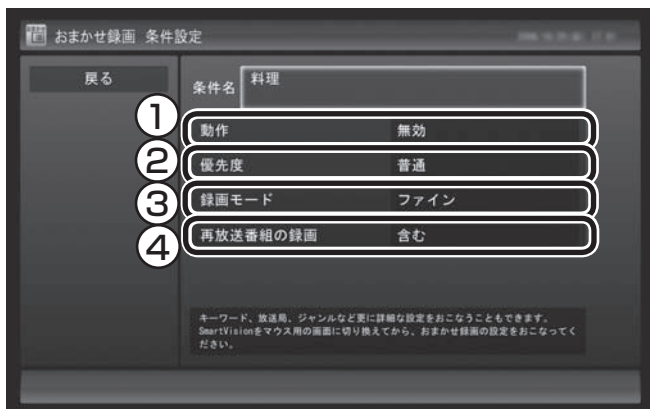 おまかせ録画 条件設定
戻る
条件名 料理
① 動作 無効
② 優先度 普通
③ 録画モード ファイン
④ 再放送番組の録画 含む
キーワード、放送局、ジャンルなど更に詳細な設定をおこなうこともできます。
SmartVisionをマウス用の画面に切り換えてから、おまかせ録画の設定をおこなってく
ださい。